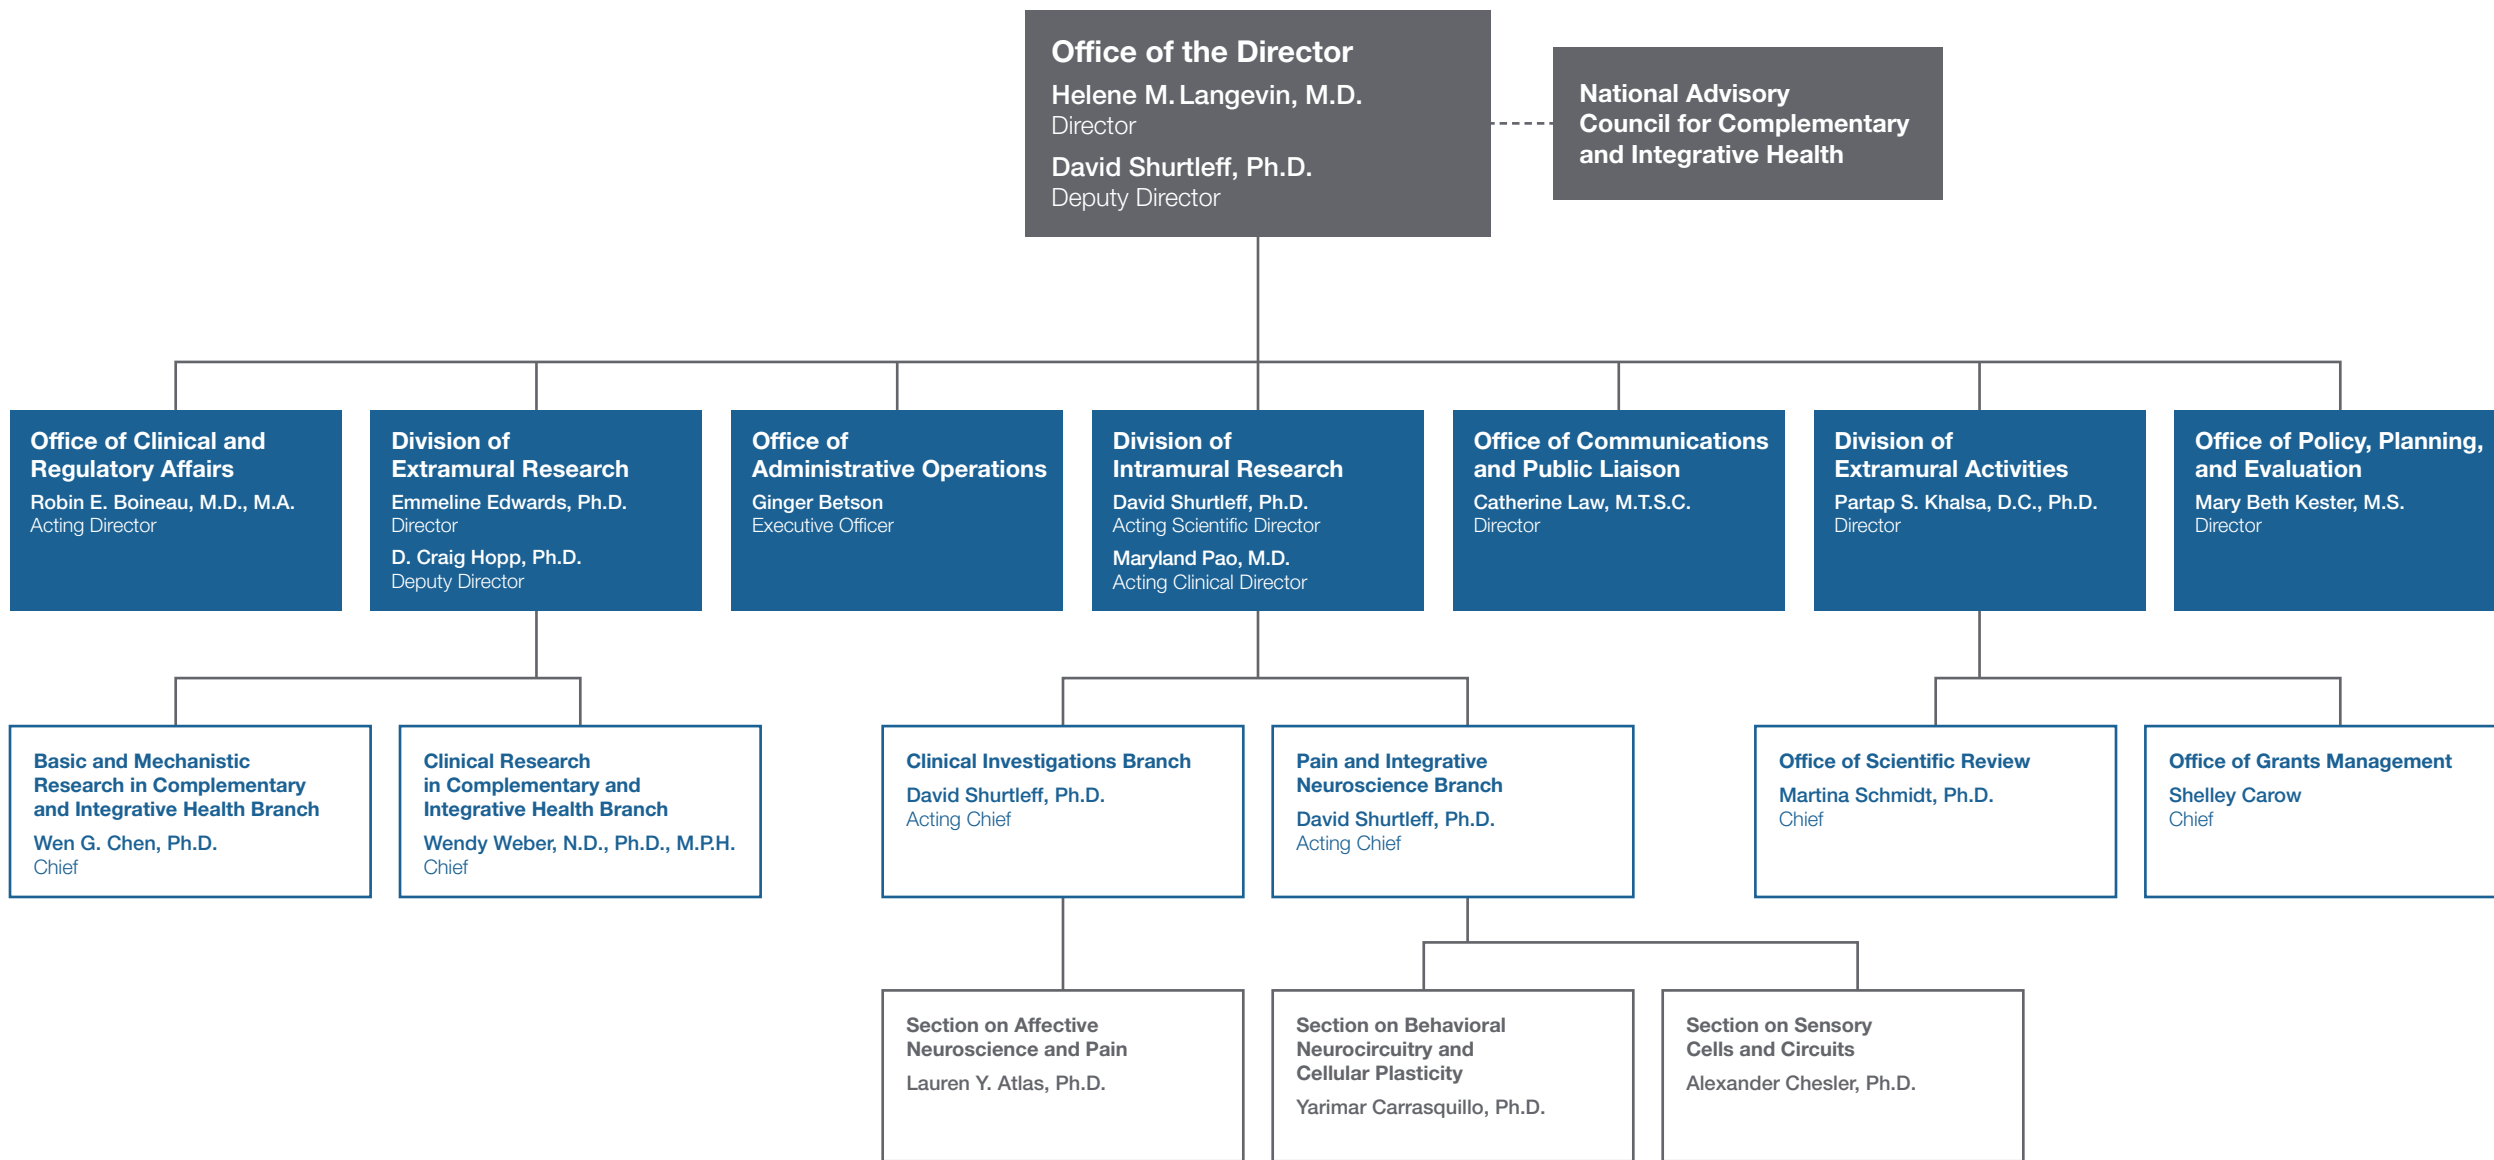 Office of the Director
Helene M. Langevin, M.D.
Director
David Shurtleff, Ph.D.
Deputy Director
National Advisory
Council for Complementary
and Integrative Health
Office of Clinical and
Regulatory Affairs
Robin E. Boineau, M.D., M.A.
Acting Director
Division of
Extramural Research
Emmeline Edwards, Ph.D.
Director
D. Craig Hopp, Ph.D.
Deputy Director
Office of
Administrative Operations
Ginger Betson
Executive Officer
Division of
Intramural Research
David Shurtleff, Ph.D.
Acting Scientific Director
Maryland Pao, M.D.
Acting Clinical Director
Office of Communications
and Public Liaison
Catherine Law, M.T.S.C.
Director
Division of
Extramural Activities
Partap S. Khalsa, D.C., Ph.D.
Director
Office of Policy, Planning,
and Evaluation
Mary Beth Kester, M.S.
Director
Basic and Mechanistic
Research in Complementary
and Integrative Health Branch
Wen G. Chen, Ph.D.
Chief
Clinical Research
in Complementary and
Integrative Health Branch
Wendy Weber, N.D., Ph.D., M.P.H.
Chief
Clinical Investigations Branch
David Shurtleff, Ph.D.
Acting Chief
Pain and Integrative
Neuroscience Branch
David Shurtleff, Ph.D.
Acting Chief
Office of Scientific Review
Martina Schmidt, Ph.D.
Chief
Office of Grants Management
Shelley Carow
Chief
Section on Affective
Neuroscience and Pain
Lauren Y. Atlas, Ph.D.
Section on Behavioral
Neurocircuitry and
Cellular Plasticity
Yarimar Carrasquillo, Ph.D.
Section on Sensory
Cells and Circuits
Alexander Chesler, Ph.D.